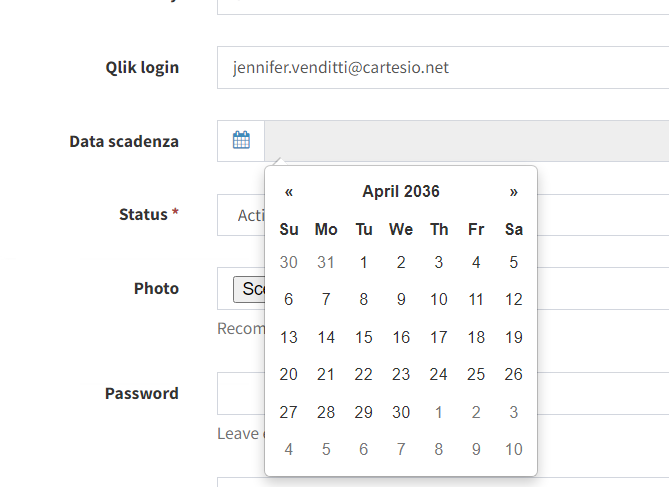 Qlik login
jennifer.venditti@cartesio.net
Data scadenza
« April 2036 »
Su Mo Tu We Th Fr Sa
30 31 1 2 3 4 5
6 7 8 9 10 11 12
13 14 15 16 17 18 19
20 21 22 23 24 25 26
27 28 29 30 1 2 3
4 5 6 7 8 9 10
Status *
Acti
Photo
Sc
Recom
Password
Leave